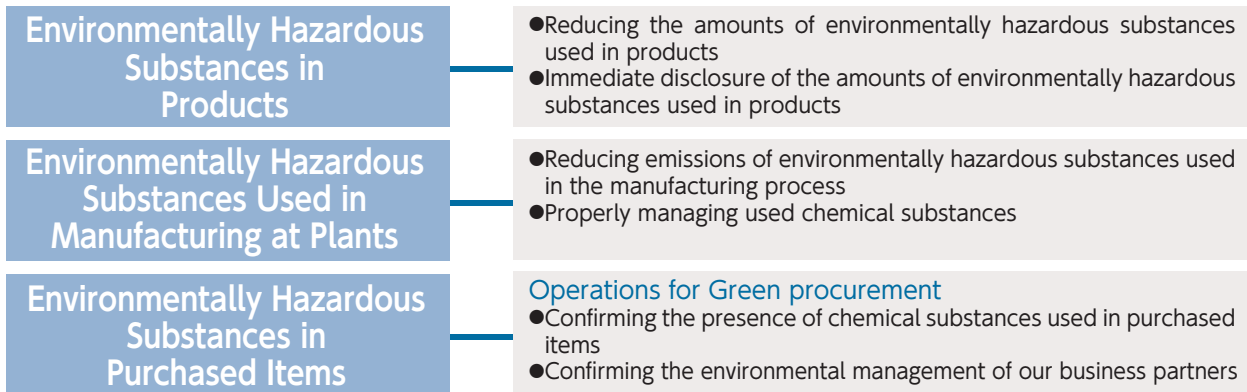 Environmentally Hazardous
Substances in
Products
●Reducing the amounts of environmentally hazardous substances
used in products
●Immediate disclosure of the amounts of environmentally hazardous
substances used in products
Environmentally Hazardous
Substances Used in
Manufacturing at Plants
●Reducing emissions of environmentally hazardous substances used
in the manufacturing process
●Properly managing used chemical substances
Environmentally Hazardous
Substances in
Purchased Items
Operations for Green procurement
●Confirming the presence of chemical substances used in purchased
items
●Confirming the environmental management of our business partners